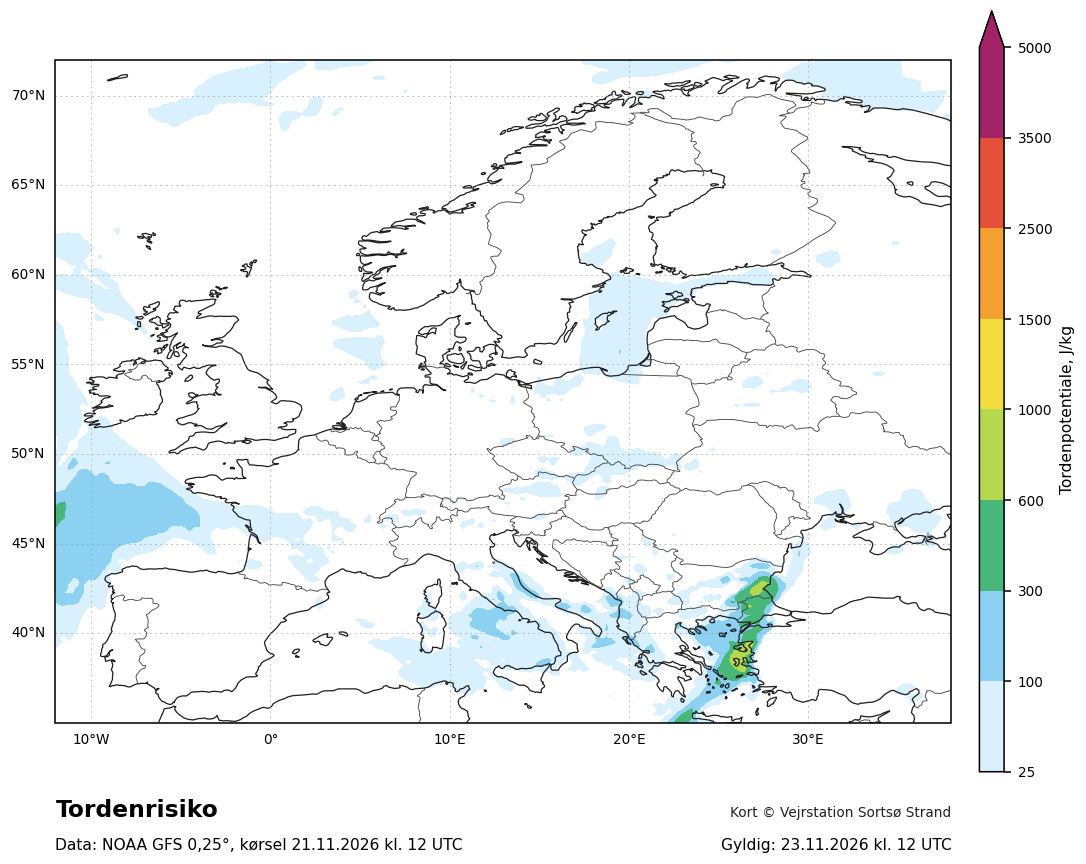 70°N
65°N
60°N
55°N
50°N
45°N
40°N
10°W
0°
10°E
20°E
30°E
5000
3500
2500
1500
1000
600
300
100
25
Tordenpotentiale, J/kg
Tordenrisiko
Kort © Vejrstation Sortsø Strand
Data: NOAA GFS 0,25°, kørsel 21.11.2026 kl. 12 UTC
Gyldig: 23.11.2026 kl. 12 UTC